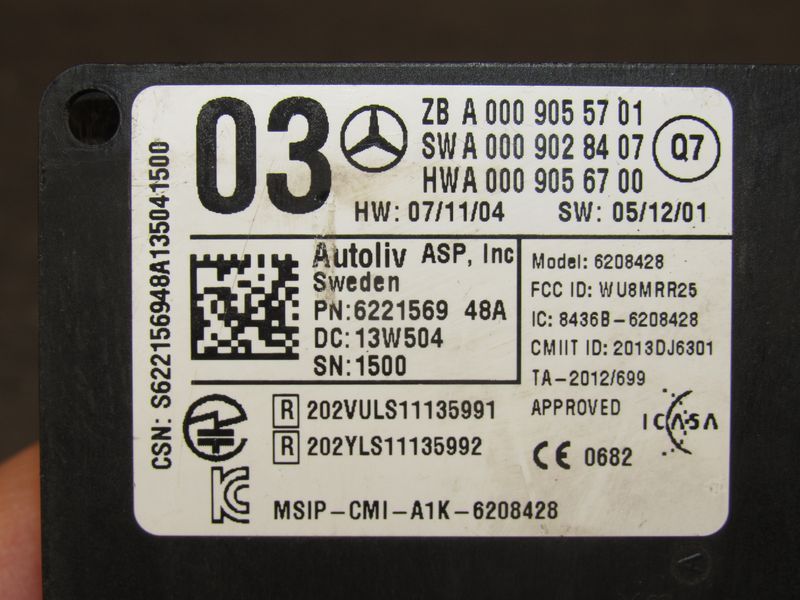 03
ZB A 000 905 57 01
SW A 000 902 84 07
HW A 000 905 67 00
Q7
HW: 07/11/04 SW: 05/12/01
CSN: S622156948A135041500
Autoliv ASP, Inc
Sweden
PN:6221569 48A
DC:13W504
SN:1500
Model: 6208428
FCC ID: WU8MRR25
IC: 8436B-6208428
CMIIT ID: 2013DJ6301
TA-2012/699
APPROVED
ICASA
R 202VULS11135991
R 202YLS11135992
CE 0682
KC
MSIP-CMI-A1K-6208428
A